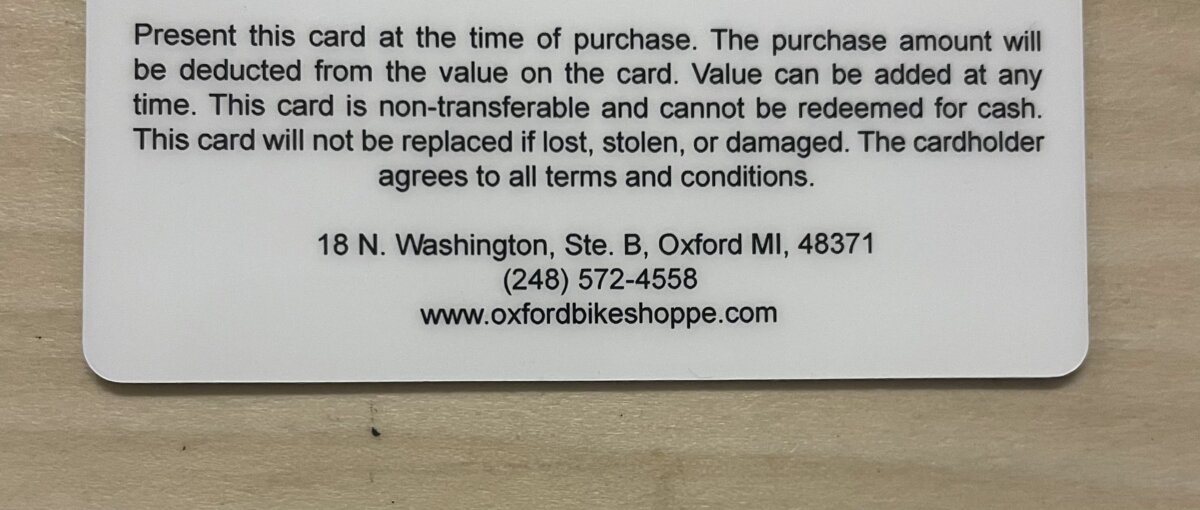 Present this card at the time of purchase. The purchase amount will
be deducted from the value on the card. Value can be added at any
time. This card is non-transferable and cannot be redeemed for cash.
This card will not be replaced if lost, stolen, or damaged. The cardholder
agrees to all terms and conditions.
18 N. Washington, Ste. B, Oxford MI, 48371
(248) 572-4558
www.oxfordbikeshoppe.com